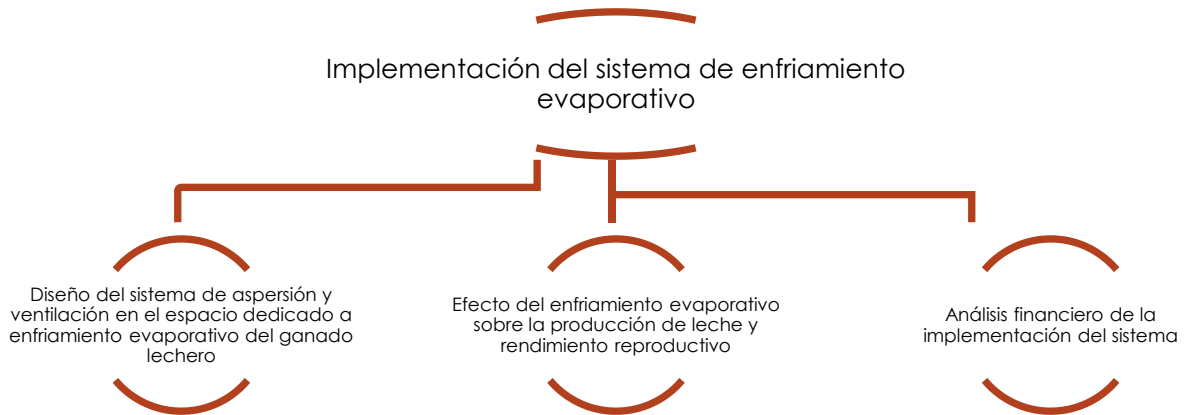 Implementación del sistema de enfriamiento
evaporativo
Diseño del sistema de aspersión y
ventilación en el espacio dedicado a
enfriamiento evaporativo del ganado
lechero
Efecto del enfriamiento evaporativo
sobre la producción de leche y
rendimiento reproductivo
Análisis financiero de la
implementación del sistema